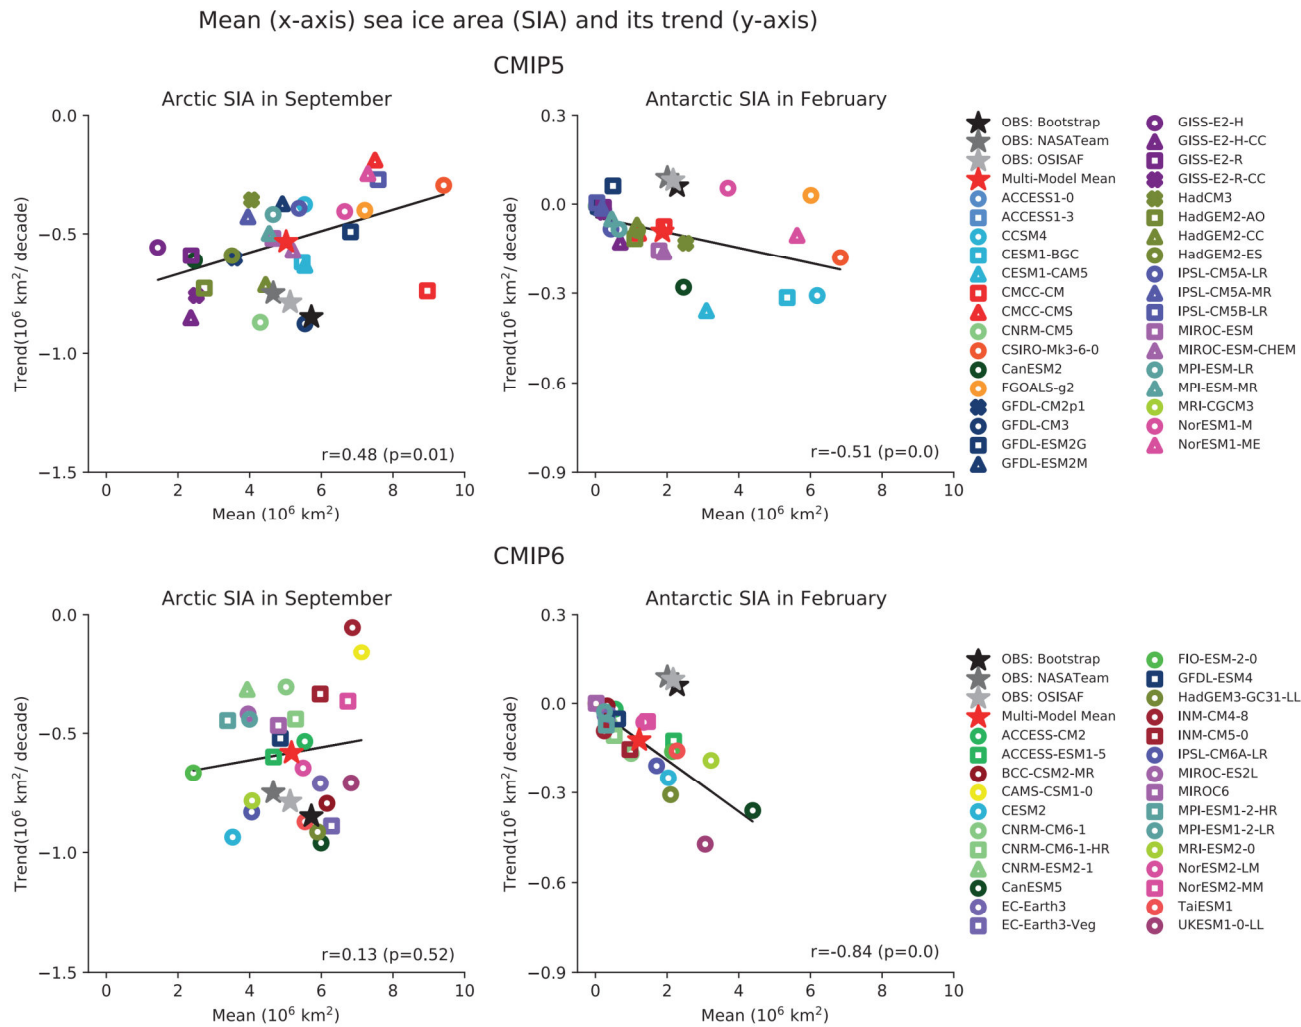 Mean (x-axis) sea ice area (SIA) and its trend (y-axis)
CMIP5
Arctic SIA in September
Antarctic SIA in February
0.0
−0.5
−1.0
−1.5
Trend(10⁶ km²/ decade)
0 2 4 6 8 10
Mean (10⁶ km²)
r=0.48 (p=0.01)
0.3
0.0
−0.3
−0.6
−0.9
Trend(10⁶ km²/ decade)
0 2 4 6 8 10
Mean (10⁶ km²)
r=-0.51 (p=0.0)
OBS: Bootstrap
OBS: NASATeam
OBS: OSISAF
Multi-Model Mean
ACCESS1-0
ACCESS1-3
CCSM4
CESM1-BGC
CESM1-CAM5
CMCC-CM
CMCC-CMS
CNRM-CM5
CSIRO-Mk3-6-0
CanESM2
FGOALS-g2
GFDL-CM2p1
GFDL-CM3
GFDL-ESM2G
GFDL-ESM2M
GISS-E2-H
GISS-E2-H-CC
GISS-E2-R
GISS-E2-R-CC
HadCM3
HadGEM2-AO
HadGEM2-CC
HadGEM2-ES
IPSL-CM5A-LR
IPSL-CM5A-MR
IPSL-CM5B-LR
MIROC-ESM
MIROC-ESM-CHEM
MPI-ESM-LR
MPI-ESM-MR
MRI-CGCM3
NorESM1-M
NorESM1-ME
CMIP6
Arctic SIA in September
Antarctic SIA in February
0.0
−0.5
−1.0
−1.5
Trend(10⁶ km²/ decade)
0 2 4 6 8 10
Mean (10⁶ km²)
r=0.13 (p=0.52)
0.3
0.0
−0.3
−0.6
−0.9
Trend(10⁶ km²/ decade)
0 2 4 6 8 10
Mean (10⁶ km²)
r=-0.84 (p=0.0)
OBS: Bootstrap
OBS: NASATeam
OBS: OSISAF
Multi-Model Mean
ACCESS-CM2
ACCESS-ESM1-5
BCC-CSM2-MR
CAMS-CSM1-0
CESM2
CNRM-CM6-1
CNRM-CM6-1-HR
CNRM-ESM2-1
CanESM5
EC-Earth3
EC-Earth3-Veg
FIO-ESM-2-0
GFDL-ESM4
HadGEM3-GC31-LL
INM-CM4-8
INM-CM5-0
IPSL-CM6A-LR
MIROC-ES2L
MIROC6
MPI-ESM1-2-HR
MPI-ESM1-2-LR
MRI-ESM2-0
NorESM2-LM
NorESM2-MM
TaiESM1
UKESM1-0-LL